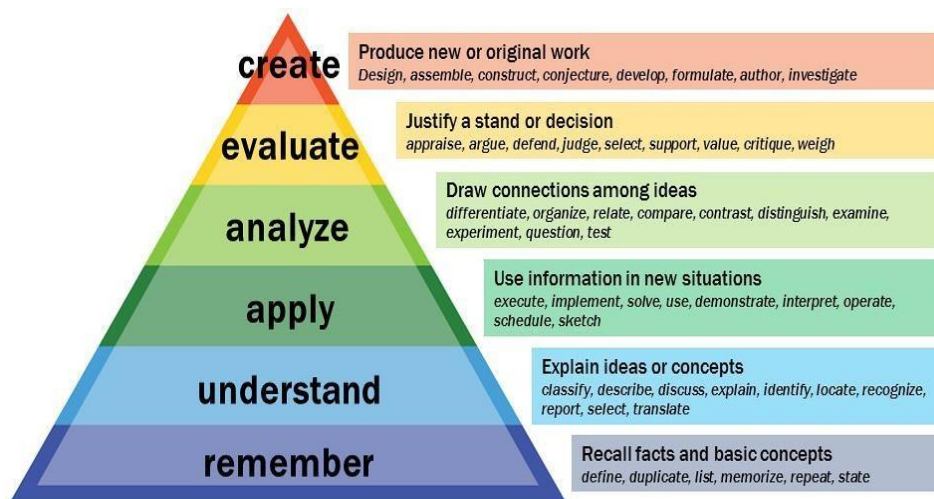 create
Produce new or original work
Design, assemble, construct, conjecture, develop, formulate, author, investigate
evaluate
Justify a stand or decision
appraise, argue, defend, judge, select, support, value, critique, weigh
analyze
Draw connections among ideas
differentiate, organize, relate, compare, contrast, distinguish, examine,
experiment, question, test
apply
Use information in new situations
execute, implement, solve, use, demonstrate, interpret, operate,
schedule, sketch
understand
Explain ideas or concepts
classify, describe, discuss, explain, identify, locate, recognize,
report, select, translate
remember
Recall facts and basic concepts
define, duplicate, list, memorize, repeat, state